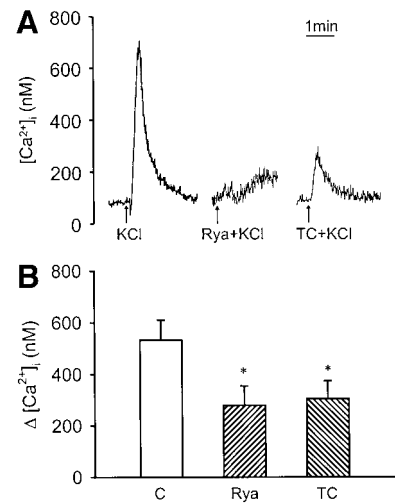 A
1min
[Ca²⁺]ᵢ (nM)
800
600
400
200
0
KCl
Rya+KCl
TC+KCl
B
Δ [Ca²⁺]ᵢ (nM)
800
600
400
200
0
*
*
C
Rya
TC